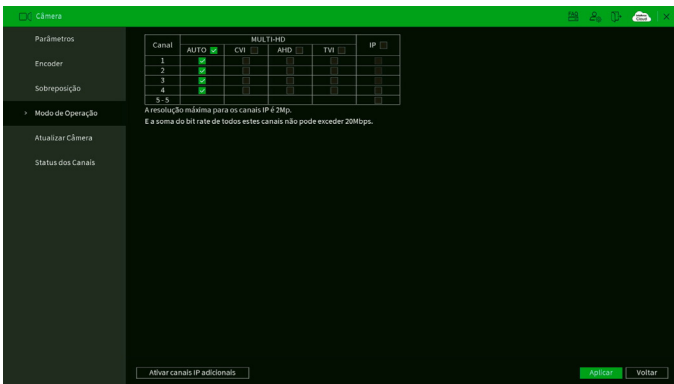 Câmera
Parâmetros
Encoder
Sobreposição
> Modo de Operação
Atualizar Câmera
Status dos Canais
Canal MULTI-HD IP
AUTO CVI AHD TVI
1
2
3
4
5 - 5
A resolução máxima para os canais IP é 2Mp.
E a soma do bit rate de todos estes canais não pode exceder 20Mbps.
Ativar canais IP adicionais
Aplicar Voltar